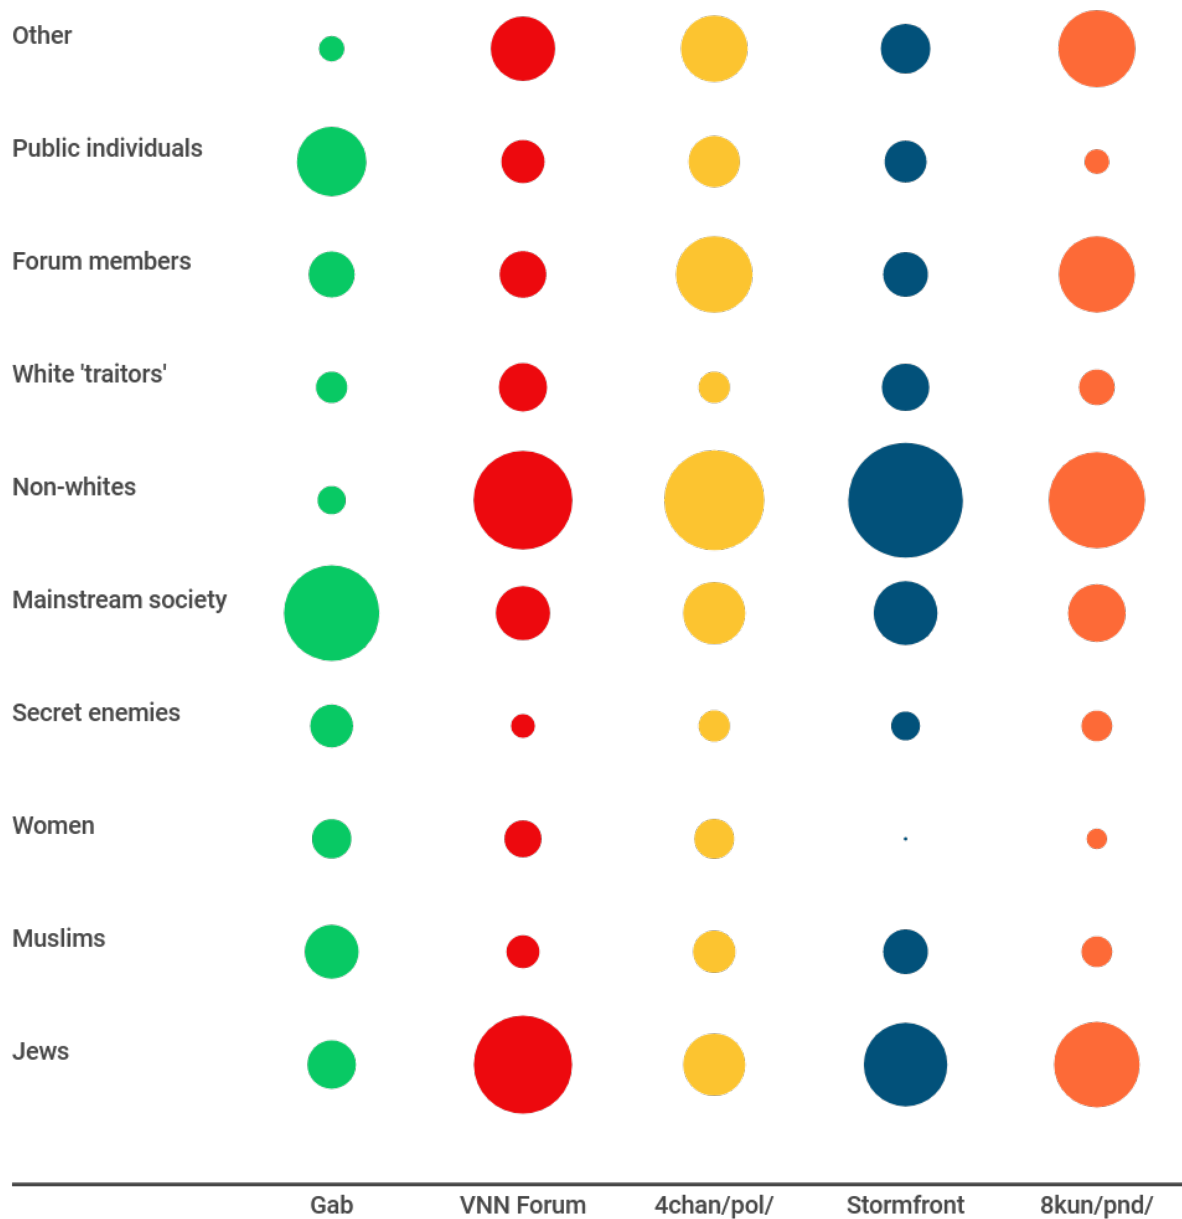 Other
Public individuals
Forum members
White 'traitors'
Non-whites
Mainstream society
Secret enemies
Women
Muslims
Jews
Gab VNN Forum 4chan/pol/ Stormfront 8kun/pnd/